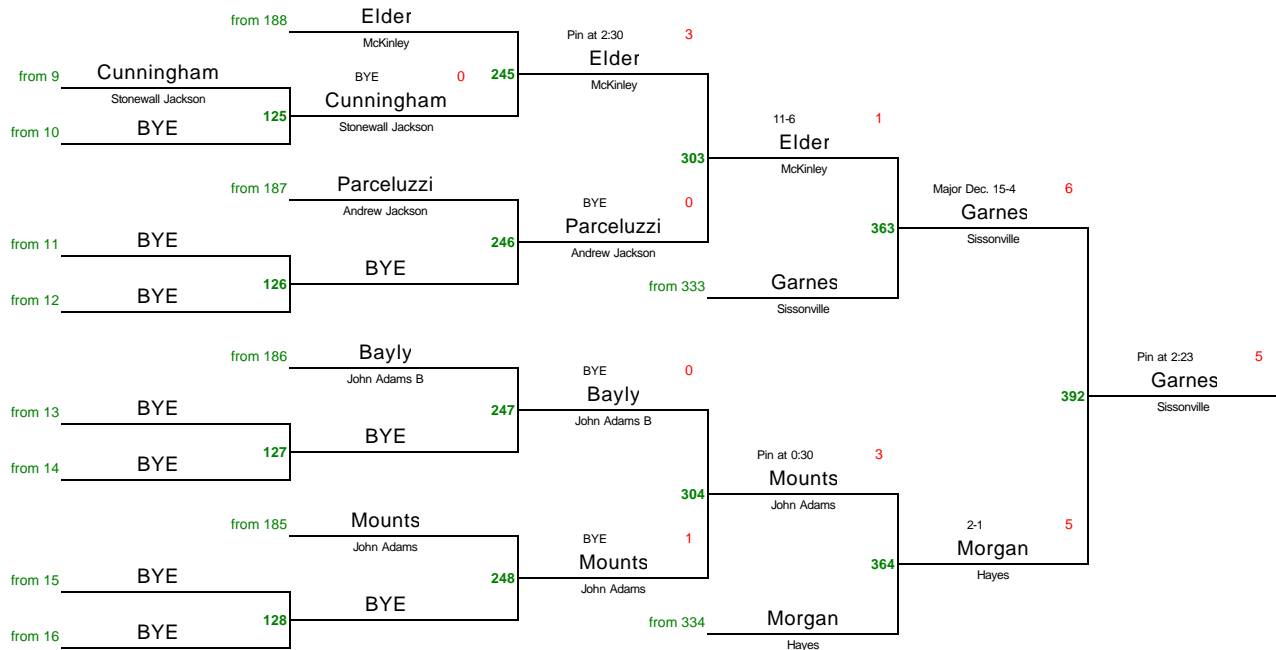 from 188 Elder
McKinley
Pin at 2:30 3
Elder
McKinley
from 9 Cunningham
Stonewall Jackson
BYE 0
245
Cunningham
Stonewall Jackson
125
from 10 BYE
11-6 1
Elder
McKinley
303
from 187 Parceluzzi
Andrew Jackson
BYE 0
Parceluzzi
Andrew Jackson
Major Dec. 15-4 6
Garnes
Sissonville
363
from 11 BYE
246
126 BYE
from 12 BYE
from 333 Garnes
Sissonville
from 186 Bayly
John Adams B
BYE 0
Bayly
John Adams B
Pin at 2:23 5
Garnes
Sissonville
392
from 13 BYE
247
127 BYE
from 14 BYE
Pin at 0:30 3
Mounts
John Adams
304
from 185 Mounts
John Adams
BYE 1
Mounts
John Adams
2-1 5
Morgan
Hayes
364
from 15 BYE
248
128 BYE
from 16 BYE
from 334 Morgan
Hayes